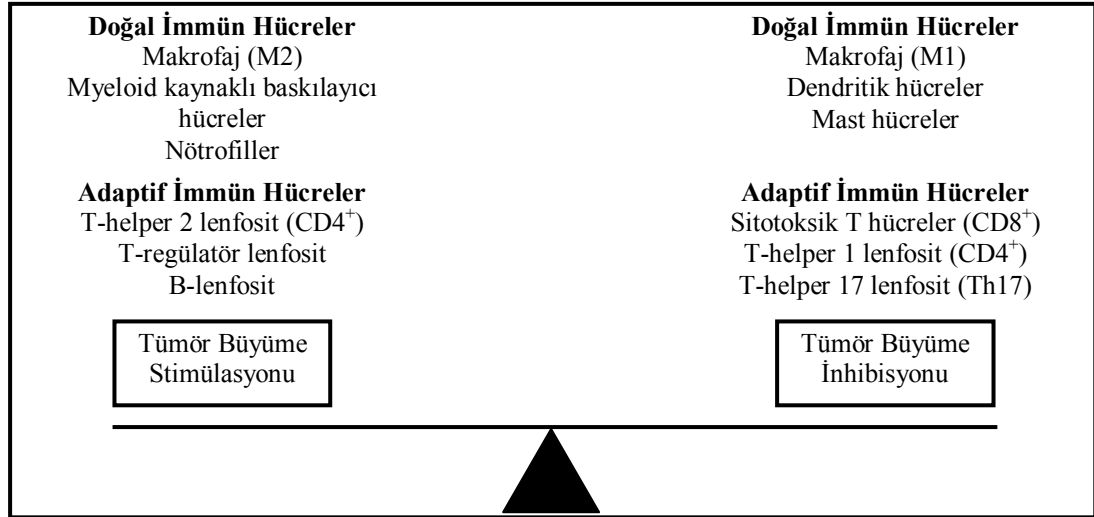 Doğal İmmün Hücreler
Makrofaj (M2)
Myeloid kaynaklı baskılayıcı
hücreler
Nötrofiller
Adaptif İmmün Hücreler
T-helper 2 lenfosit (CD4⁺)
T-regülatör lenfosit
B-lenfosit
Tümör Büyüme
Stimülasyonu
Doğal İmmün Hücreler
Makrofaj (M1)
Dendritik hücreler
Mast hücreler
Adaptif İmmün Hücreler
Sitotoksik T hücreler (CD8⁺)
T-helper 1 lenfosit (CD4⁺)
T-helper 17 lenfosit (Th17)
Tümör Büyüme
İnhibisyonu